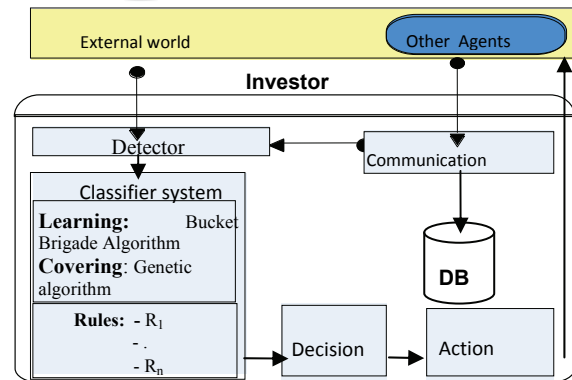 External world
Other Agents
Investor
Detector
Communication
Classifier system
Learning: Bucket
Brigade Algorithm
Covering: Genetic
algorithm
DB
Rules: - R1
- .
- Rn
Decision
Action